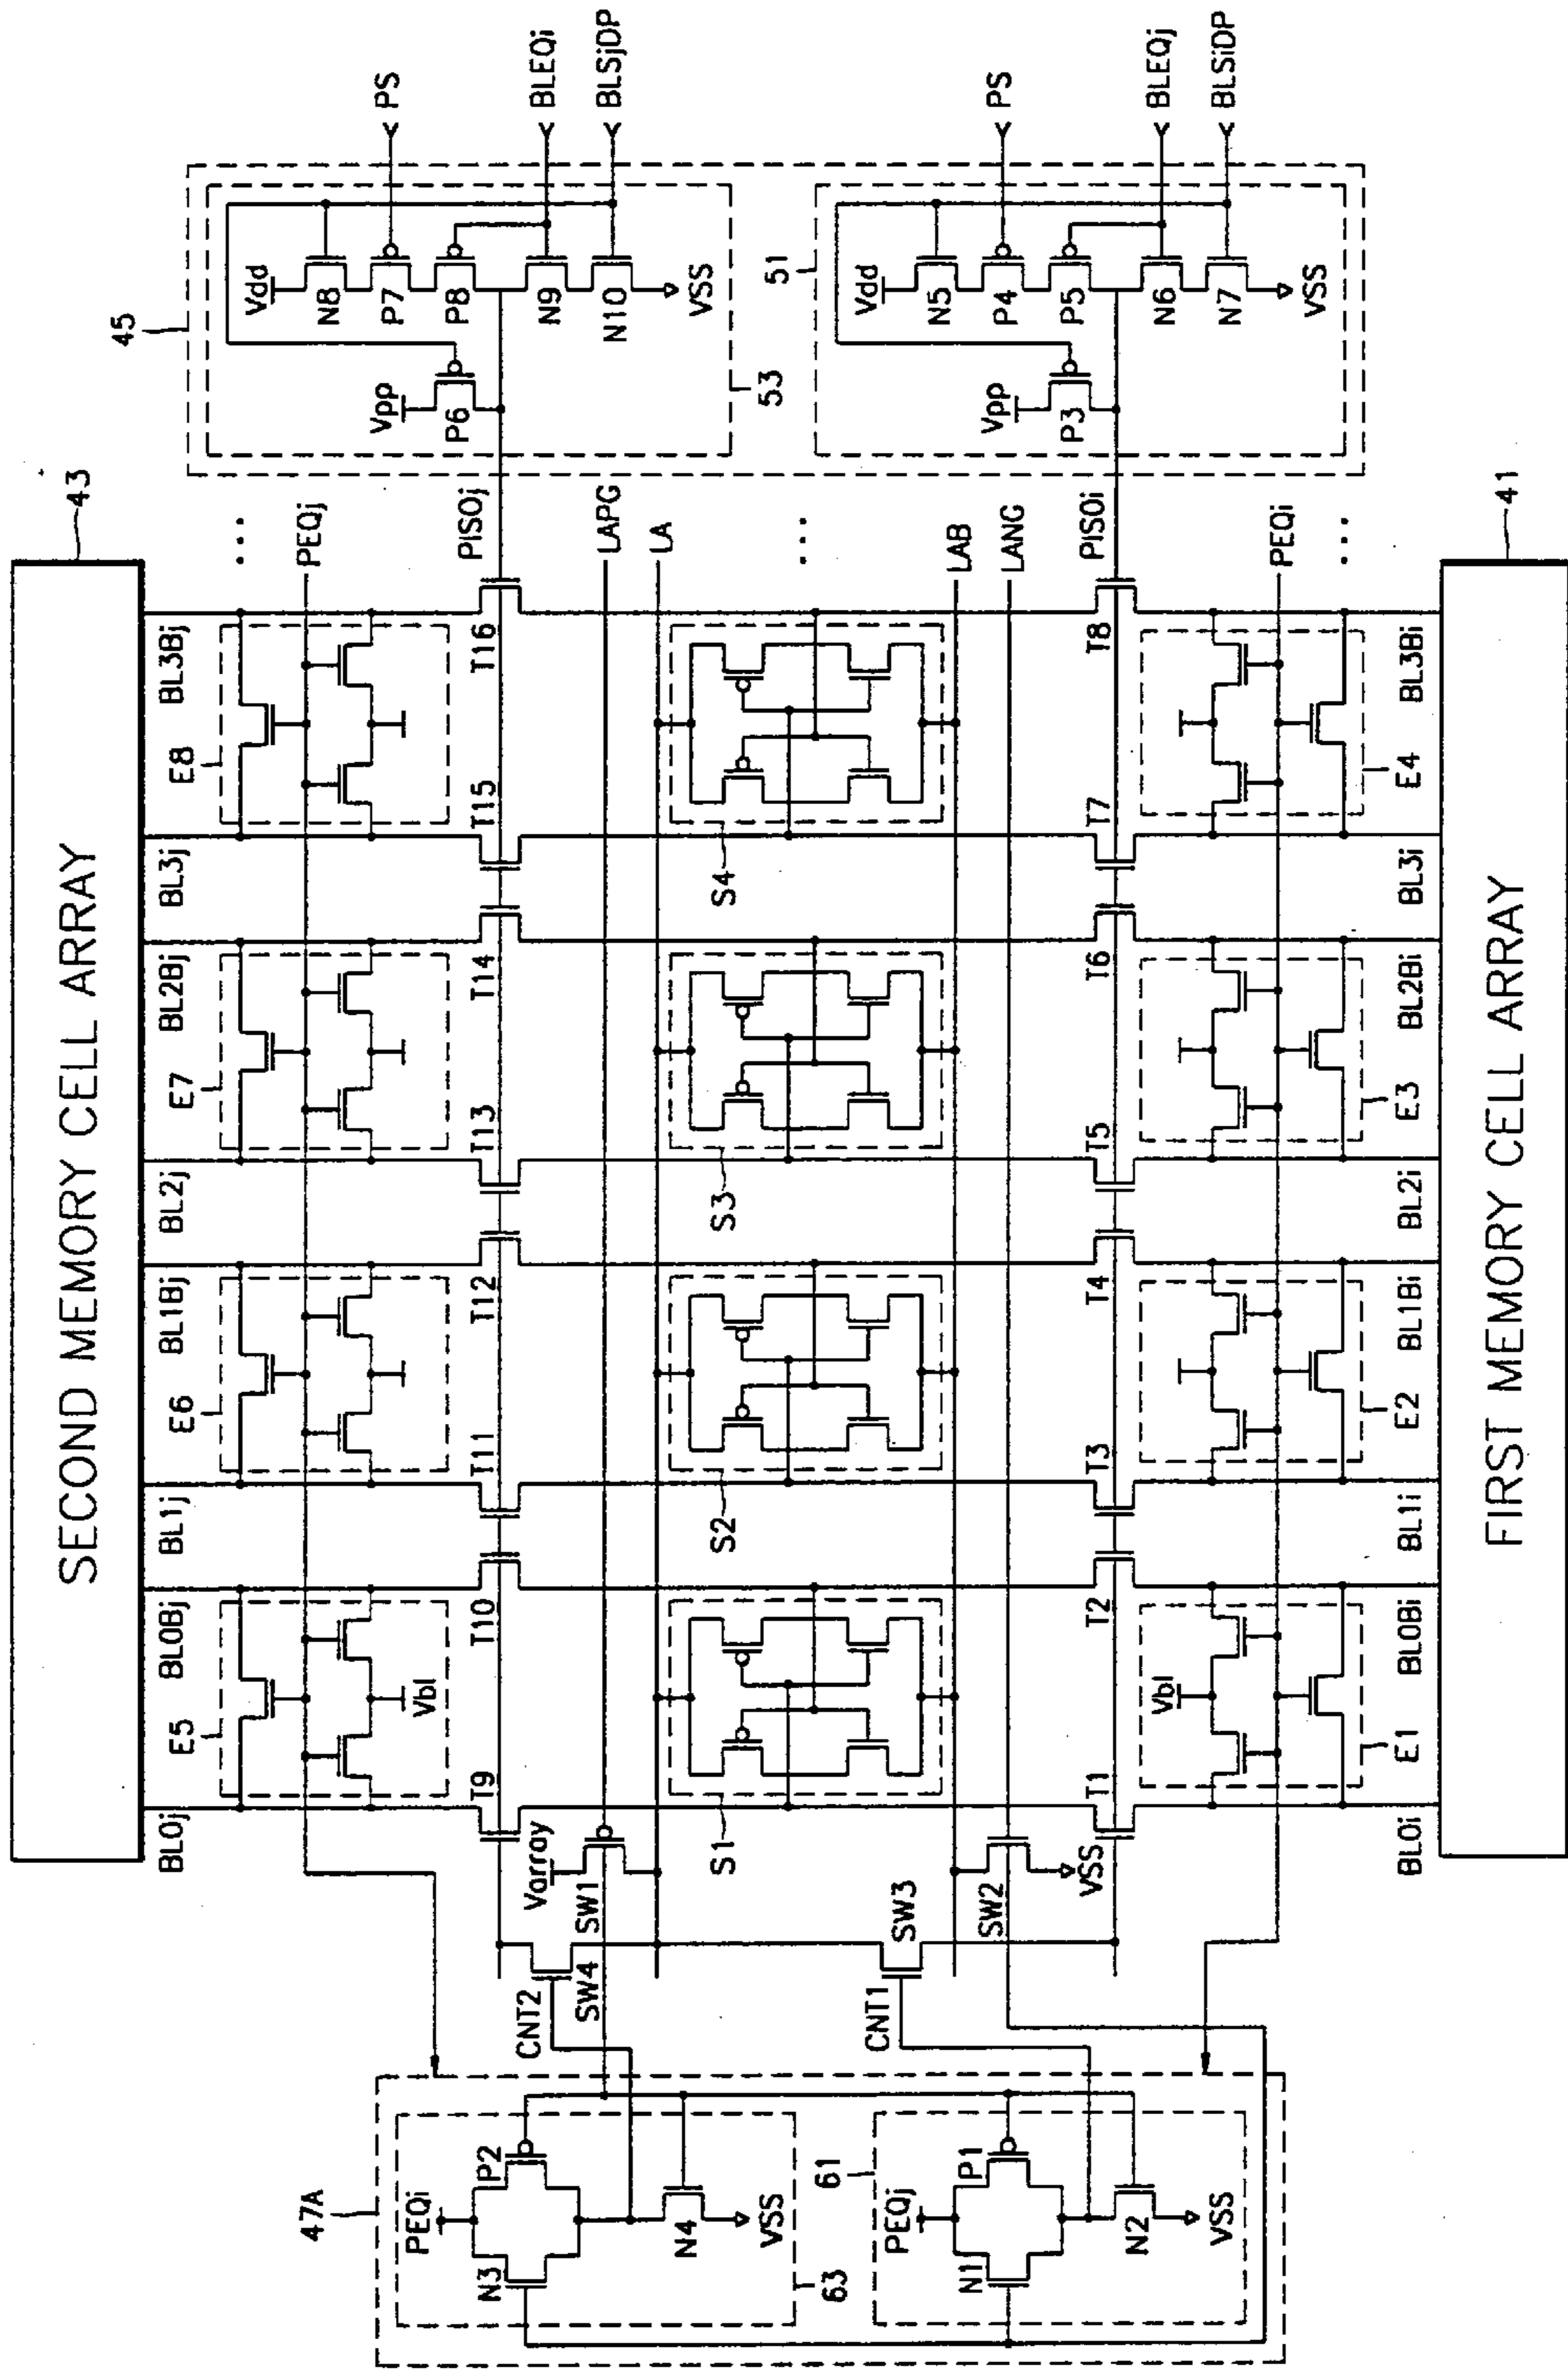 SECOND MEMORY CELL ARRAY
43
BL0j
BL0Bj
BL1j
BL1Bj
BL2j
BL2Bj
BL3j
BL3Bj
...
E5
E6
E7
E8
PEQj
Vbl
T9
T10
T11
T12
T13
T14
T15
T16
PISOj
47A
PEQi
N3
P2
N4
VSS
63
PEQj
N1
P1
N2
VSS
61
CNT2
SW4
CNT1
SW3
Varray
SW1
LAPG
LA
S1
S2
S3
S4
...
LAB
LANG
SW2
VSS
T1
T2
T3
T4
T5
T6
T7
T8
PISOi
Vbl
PEQi
E1
E2
E3
E4
...
BL0i
BL0Bi
BL1i
BL1Bi
BL2i
BL2Bi
BL3i
BL3Bi
FIRST MEMORY CELL ARRAY
41
45
Vdd
N8
P7
P8
N9
N10
VSS
Vpp
P6
53
PS
BLEQi
BLSjDP
51
Vdd
N5
P4
P5
N6
N7
VSS
Vpp
P3
PS
BLEQj
BLSiDP